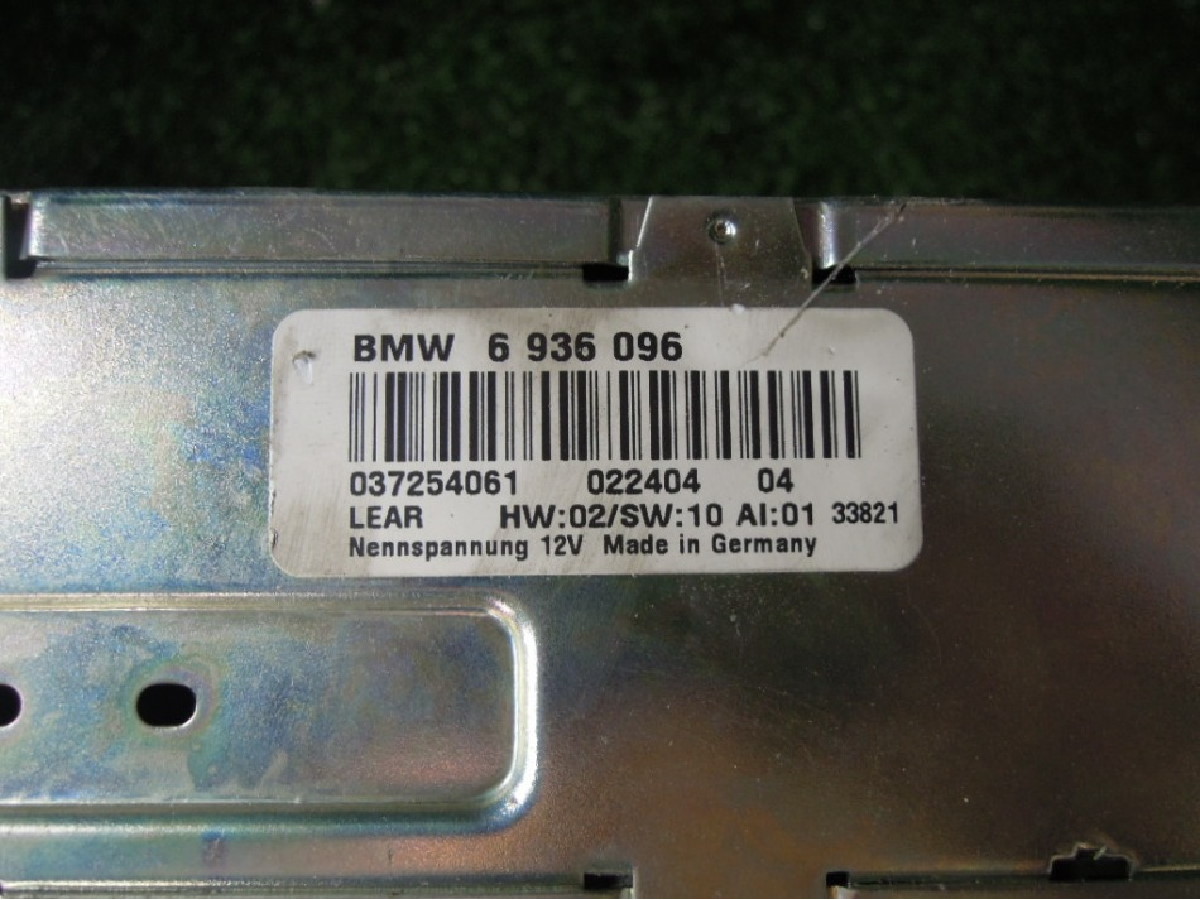 BMW 6 936 096
037254061 022404 04
LEAR HW:02/SW:10 AI:01 33821
Nennspannung 12V Made in Germany